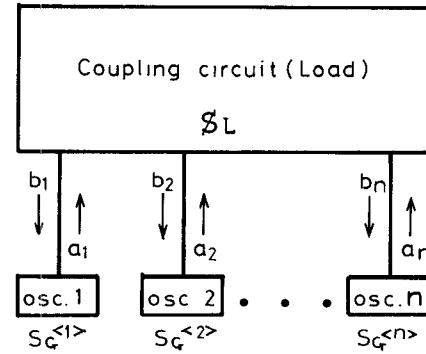 Coupling circuit (Load)
$L
b1 b2 bn
a1 a2 an
osc. 1 osc 2 • • • osc. n
SG<1> SG<2> SG<n>